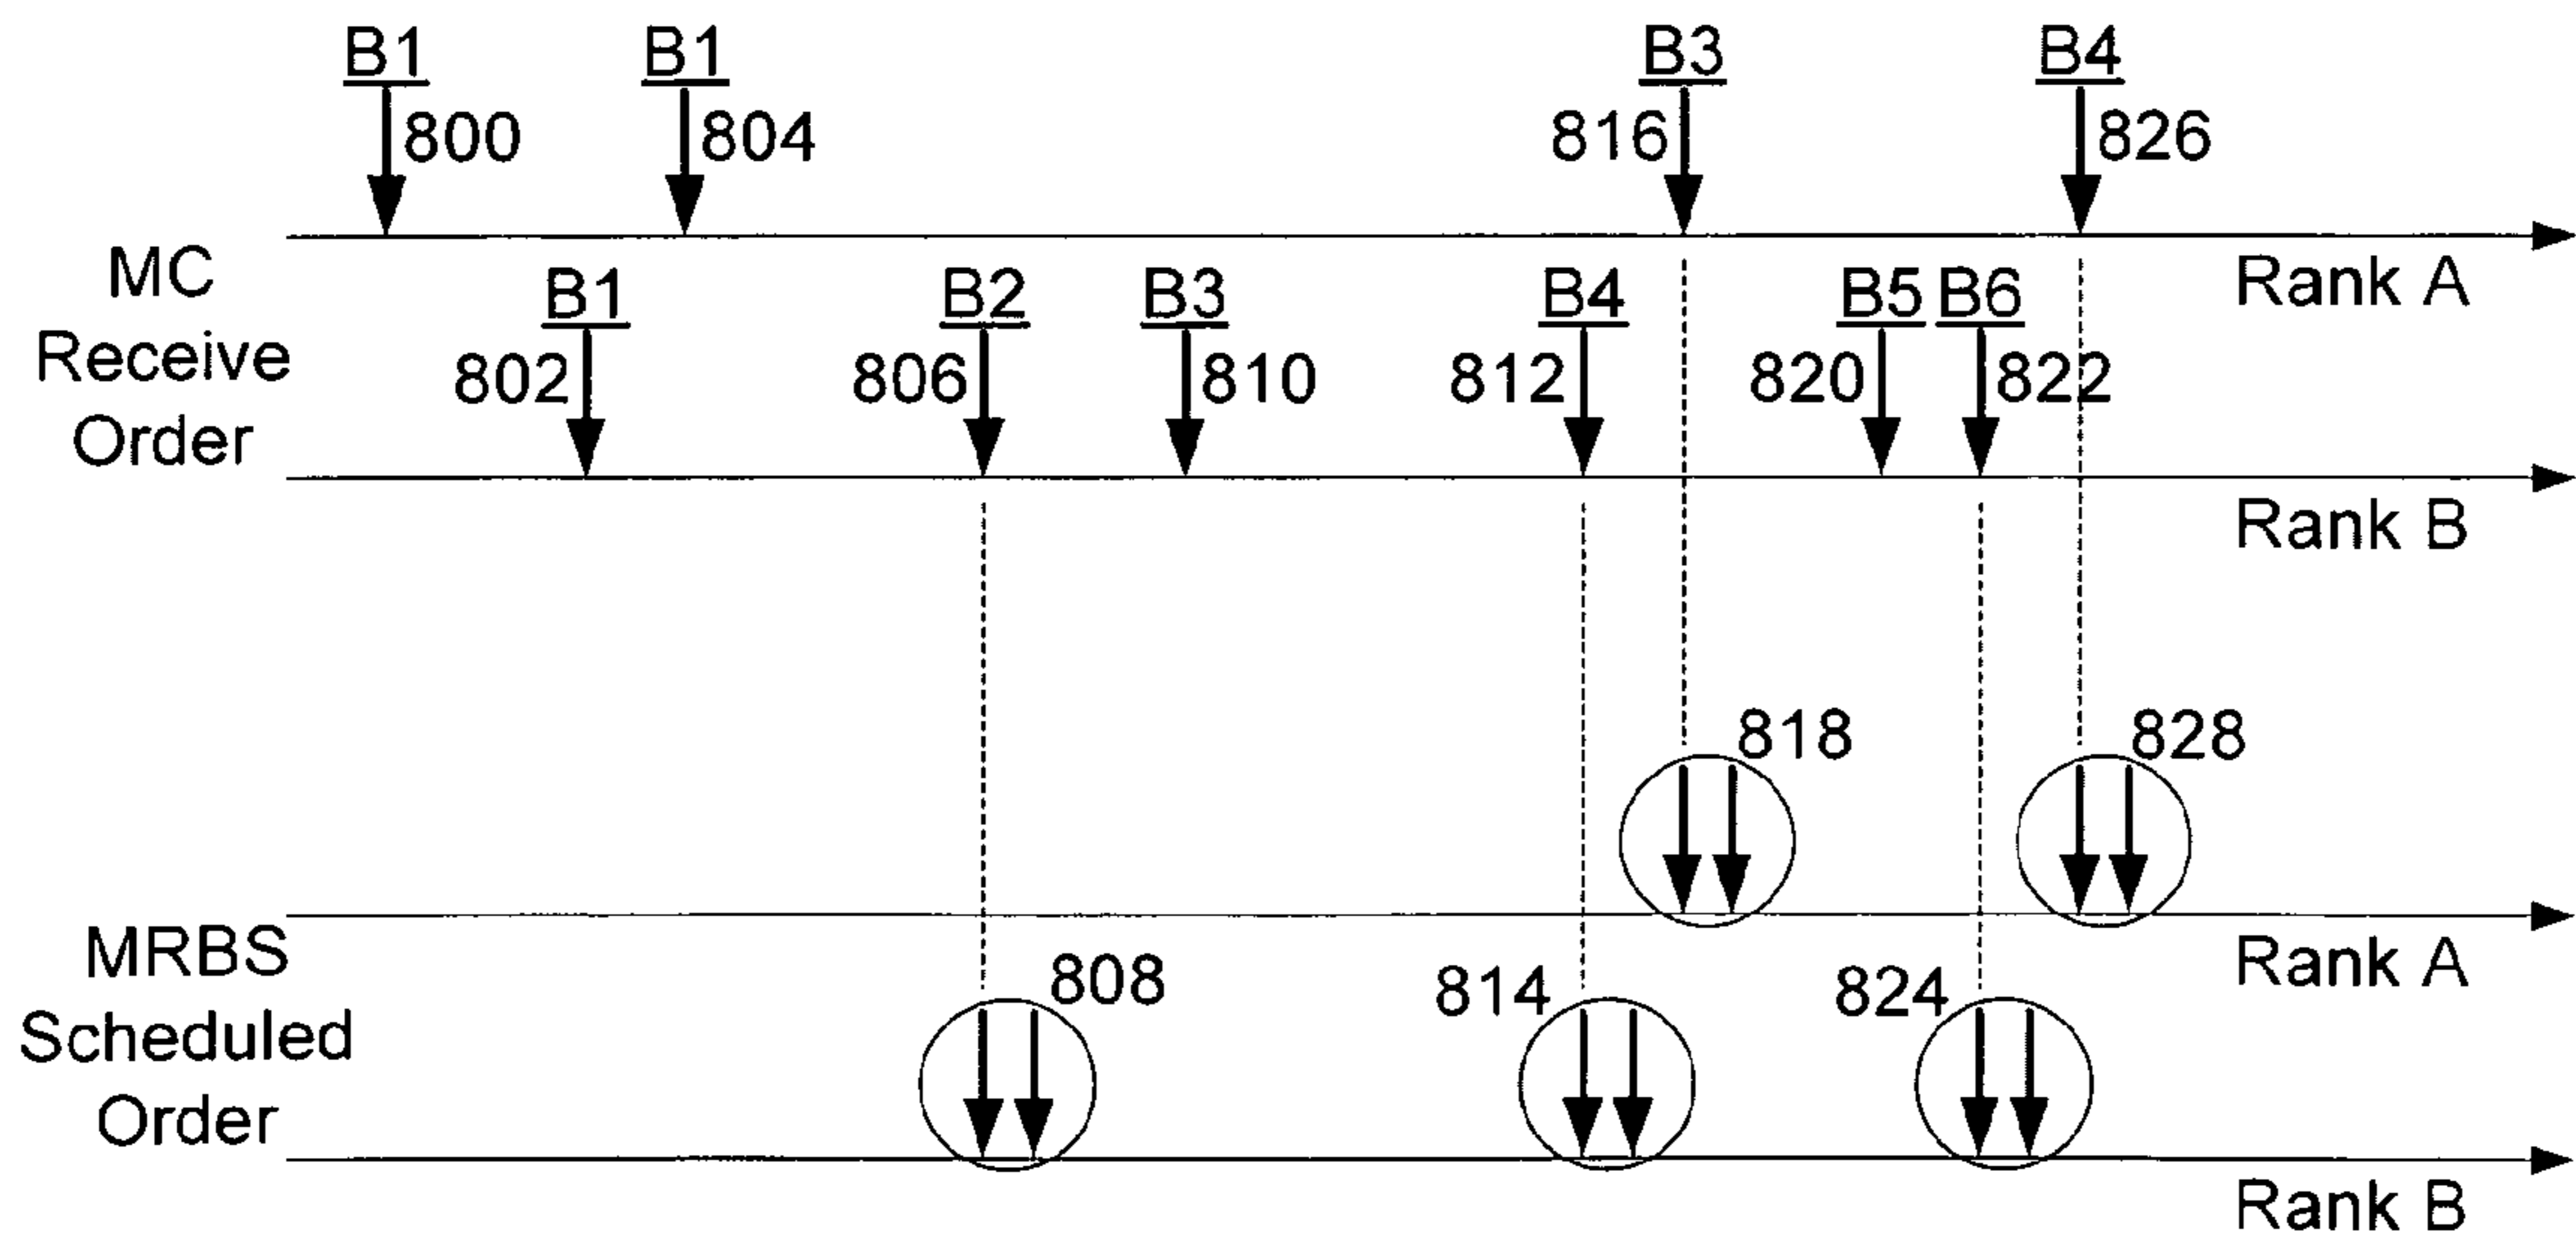 B1 B1 B3 B4
800 804 816 826
Rank A
MC
Receive
Order
B1 B2 B3 B4 B5 B6
802 806 810 812 820 822
Rank B
818 828
Rank A
MRBS
Scheduled
Order
808 814 824
Rank B